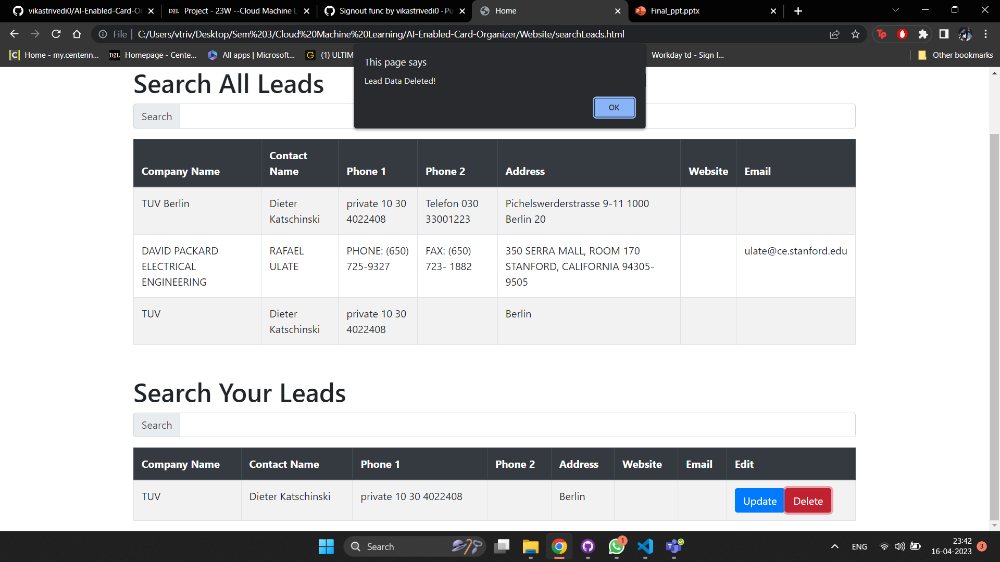 vikastrivedi0/AI-Enabled-Card-Or
D2L Project - 23W --Cloud Machine L
Signout func by vikastrivedi0 · Pu
Home
Final_ppt.pptx
File C:/Users/vtriv/Desktop/Sem%203/Cloud%20Machine%20Learning/AI-Enabled-Card-Organizer/Website/searchLeads.html
Tp
Home - my.centenn...
D2L Homepage - Cente...
All apps | Microsoft...
(1) ULTIM
Workday td - Sign I...
Other bookmarks
This page says
Lead Data Deleted!
OK
Search All Leads
Search
Company Name Contact Name Phone 1 Phone 2 Address Website Email
TUV Berlin
Dieter
Katschinski
private 10 30
4022408
Telefon 030
33001223
Pichelswerderstrasse 9-11 1000
Berlin 20
DAVID PACKARD
ELECTRICAL
ENGINEERING
RAFAEL
ULATE
PHONE: (650)
725-9327
FAX: (650)
723- 1882
350 SERRA MALL, ROOM 170
STANFORD, CALIFORNIA 94305-
9505
ulate@ce.stanford.edu
TUV
Dieter
Katschinski
private 10 30
4022408
Berlin
Search Your Leads
Search
Company Name Contact Name Phone 1 Phone 2 Address Website Email Edit
TUV Dieter Katschinski private 10 30 4022408 Berlin Update Delete
Search
1
ENG
23:42
16-04-2023
3